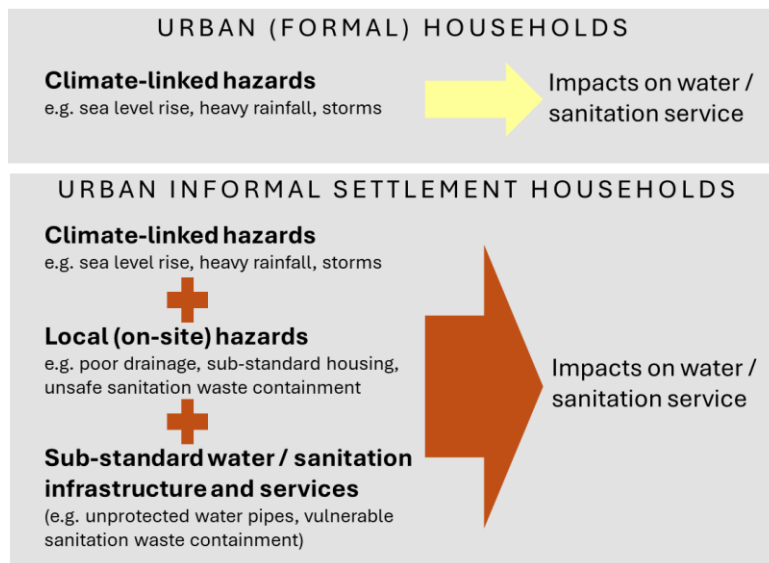 URBAN (FORMAL) HOUSEHOLDS
Climate-linked hazards
e.g. sea level rise, heavy rainfall, storms
Impacts on water /
sanitation service
URBAN INFORMAL SETTLEMENT HOUSEHOLDS
Climate-linked hazards
e.g. sea level rise, heavy rainfall, storms
Local (on-site) hazards
e.g. poor drainage, sub-standard housing,
unsafe sanitation waste containment
Sub-standard water / sanitation
infrastructure and services
(e.g. unprotected water pipes, vulnerable
sanitation waste containment)
Impacts on water /
sanitation service